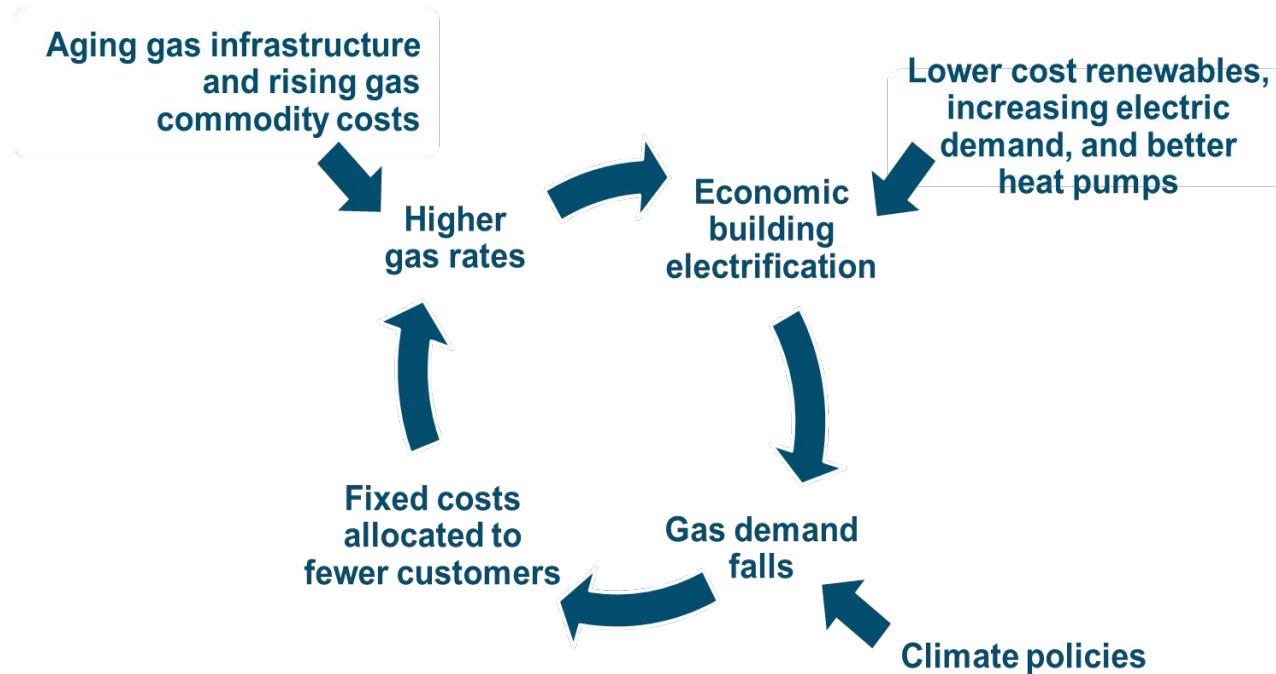 Aging gas infrastructure
and rising gas
commodity costs
Lower cost renewables,
increasing electric
demand, and better
heat pumps
Higher
gas rates
Economic
building
electrification
Fixed costs
allocated to
fewer customers
Gas demand
falls
Climate policies